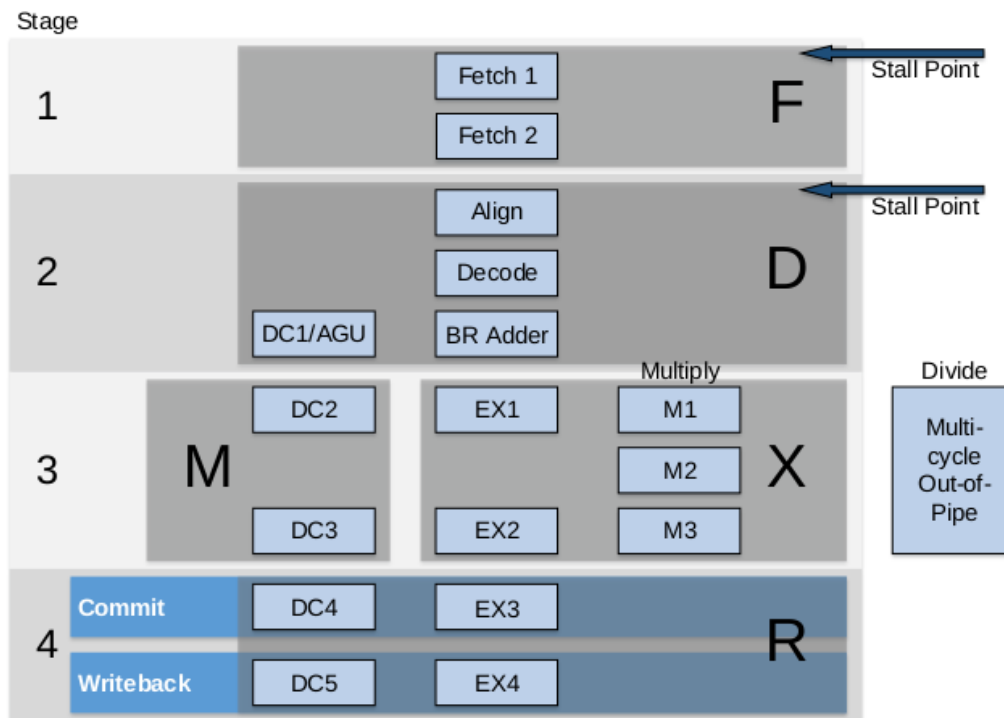 Stage
1
Fetch 1
Fetch 2
F
Stall Point
2
Align
Decode
DC1/AGU
BR Adder
D
Stall Point
3
M
DC2
DC3
EX1
EX2
Multiply
M1
M2
M3
X
Divide
Multi-
cycle
Out-of-
Pipe
4
Commit
DC4
EX3
R
Writeback
DC5
EX4